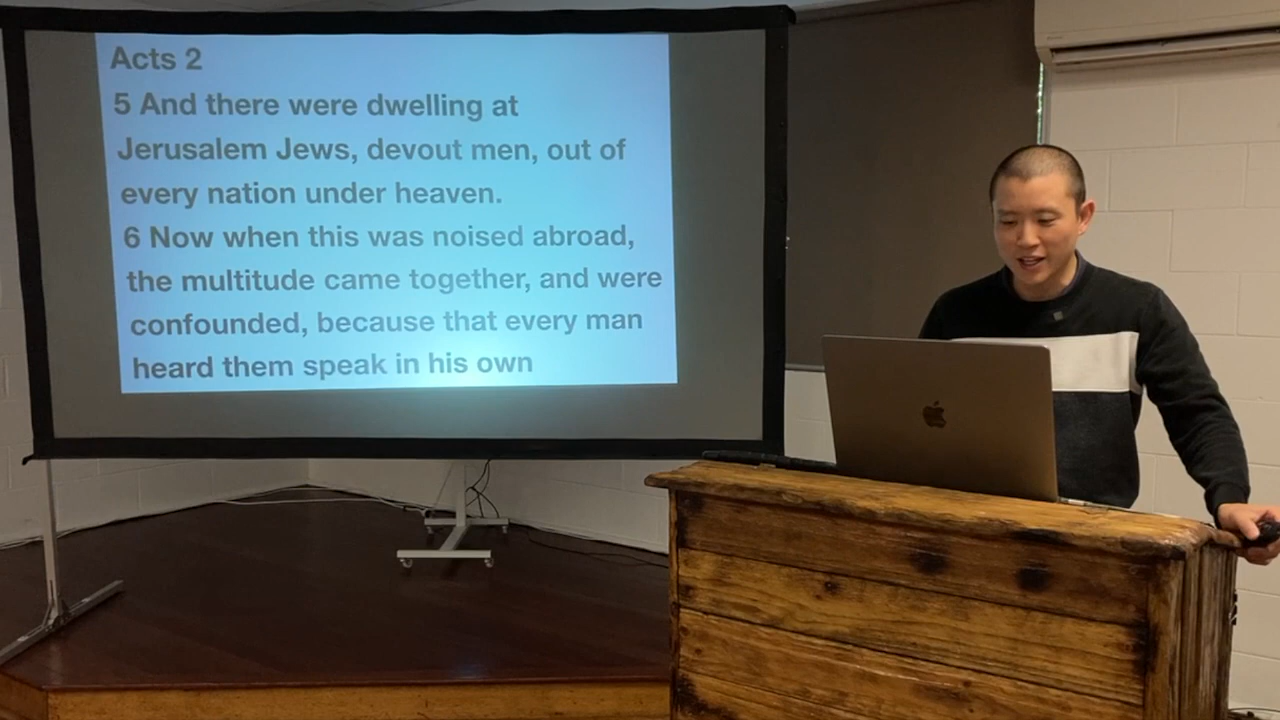 Acts 2
5 And there were dwelling at
Jerusalem Jews, devout men, out of
every nation under heaven.
6 Now when this was noised abroad,
the multitude came together, and were
confounded, because that every man
heard them speak in his own